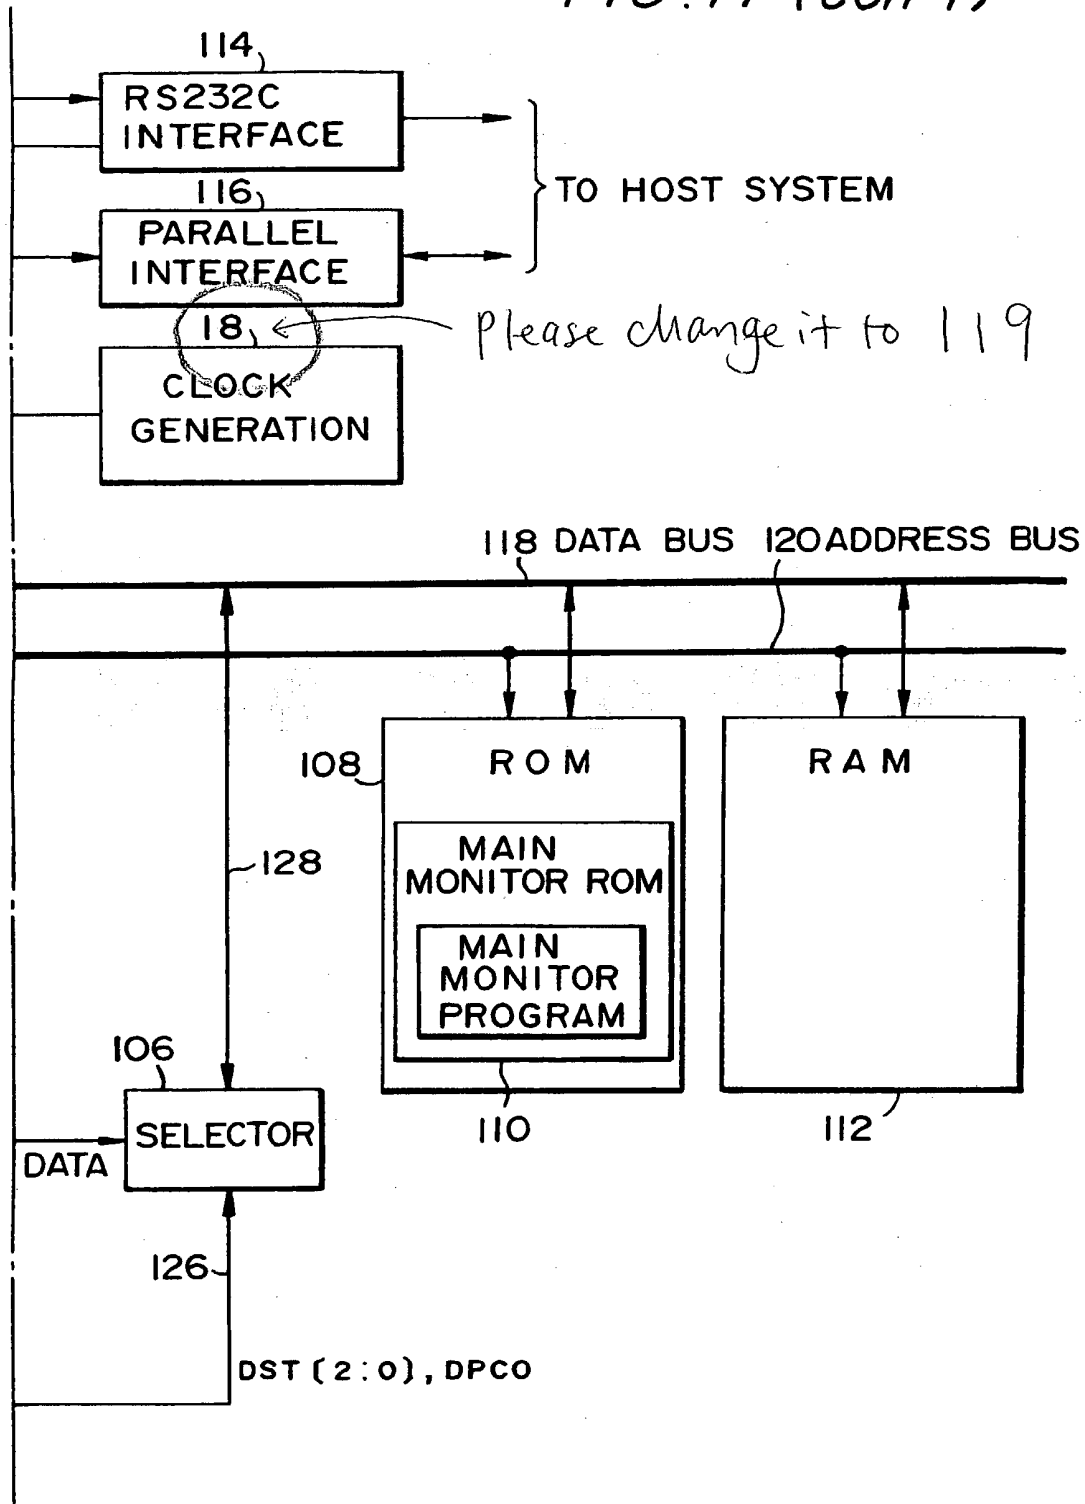 114
RS232C
INTERFACE
TO HOST SYSTEM
116
PARALLEL
INTERFACE
18
Please change it to 119
CLOCK
GENERATION
118 DATA BUS 120 ADDRESS BUS
108
ROM
RAM
128
MAIN
MONITOR ROM
MAIN
MONITOR
PROGRAM
106
SELECTOR
110
112
DATA
126
DST (2:0), DPCO